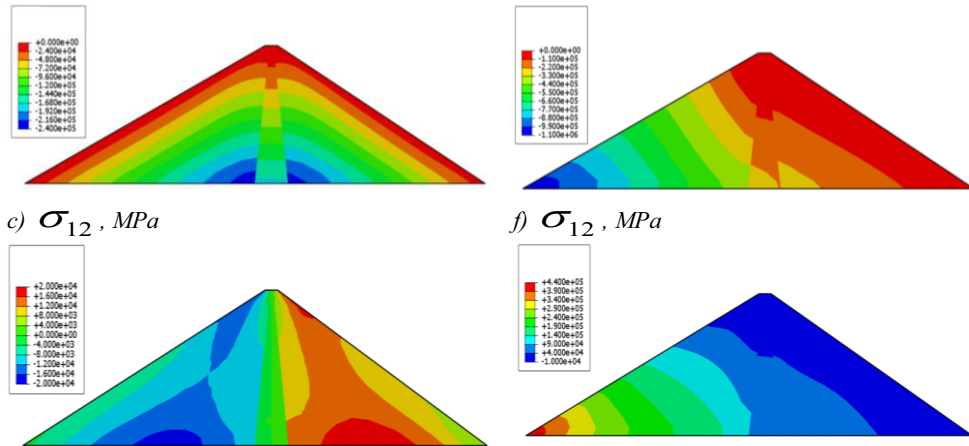 +0.000e+00
-2.400e+04
-4.800e+04
-7.200e+04
-9.600e+04
-1.200e+05
-1.440e+05
-1.680e+05
-1.920e+05
-2.160e+05
-2.400e+05
+0.000e+00
-1.100e+05
-2.200e+05
-3.300e+05
-4.400e+05
-5.500e+05
-6.600e+05
-7.700e+05
-8.800e+05
-9.900e+05
-1.100e+06
c) σ12 , MPa
f) σ12 , MPa
+2.000e+04
+1.600e+04
+1.200e+04
+8.000e+03
+4.000e+03
+0.000e+00
-4.000e+03
-8.000e+03
-1.200e+04
-1.600e+04
-2.000e+04
+4.400e+05
+3.900e+05
+3.400e+05
+2.900e+05
+2.400e+05
+1.900e+05
+1.400e+05
+9.000e+04
+4.000e+04
-1.000e+04